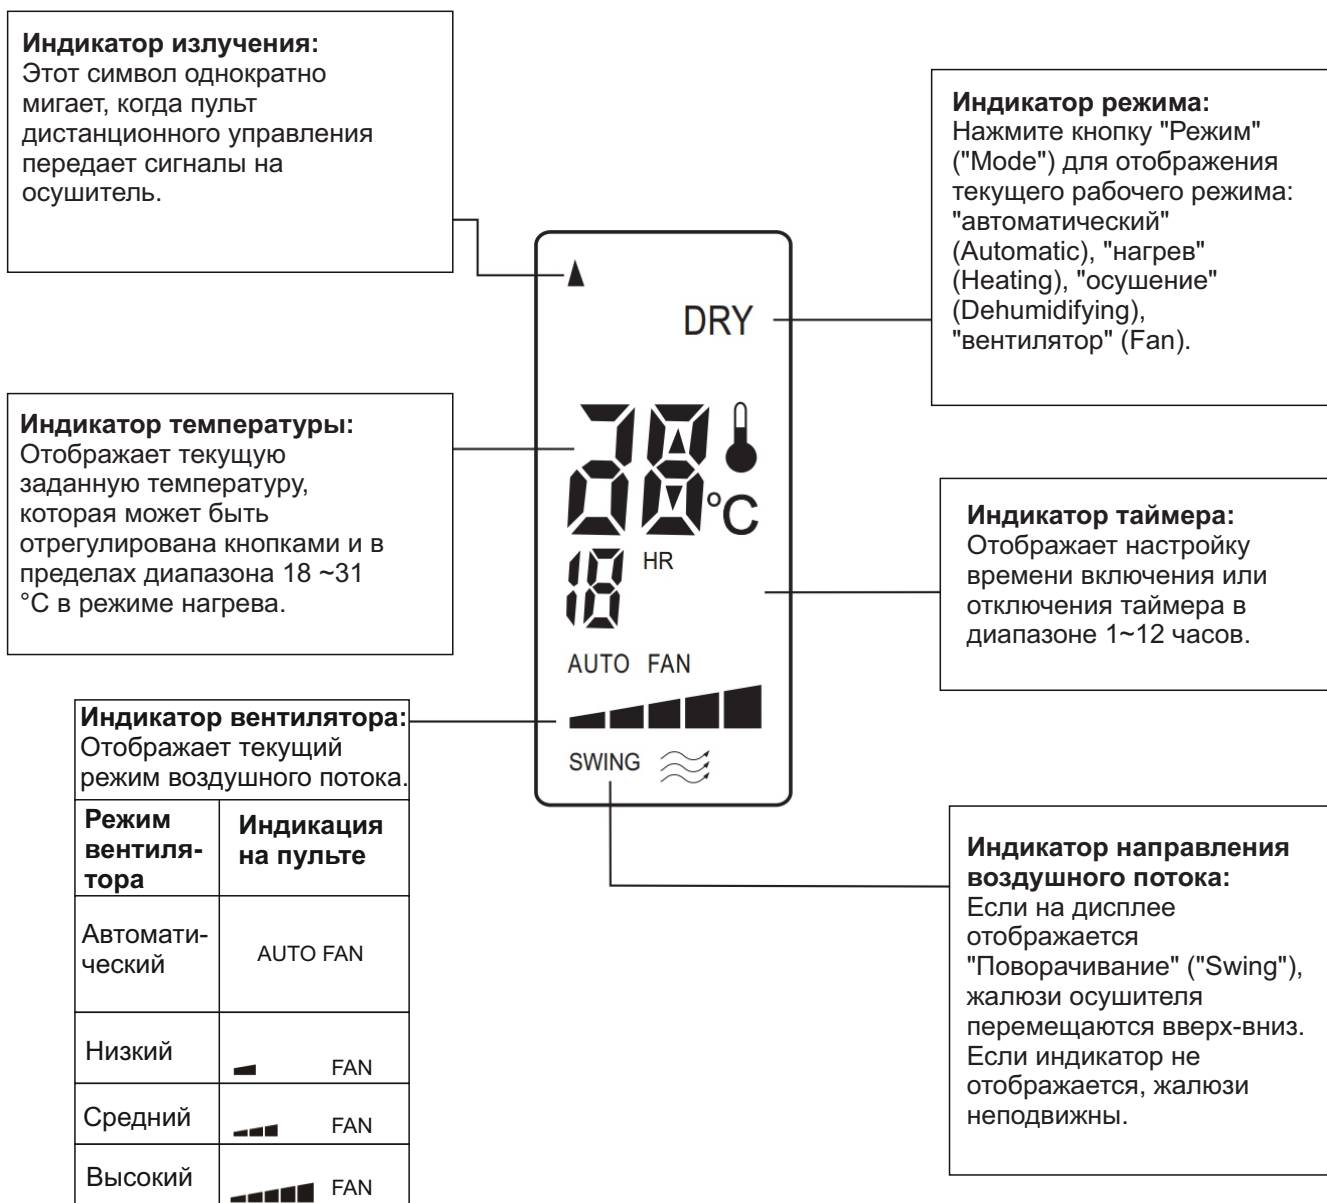 Индикатор излучения:
Этот символ однократно
мигает, когда пульт
дистанционного управления
передает сигналы на
осушитель.
Индикатор режима:
Нажмите кнопку "Режим"
("Mode") для отображения
текущего рабочего режима:
"автоматический"
(Automatic), "нагрев"
(Heating), "осушение"
(Dehumidifying),
"вентилятор" (Fan).
DRY
Индикатор температуры:
Отображает текущую
заданную температуру,
которая может быть
отрегулирована кнопками и в
пределах диапазона 18 ~31
°C в режиме нагрева.
28
°C
18 HR
AUTO FAN
SWING
Индикатор таймера:
Отображает настройку
времени включения или
отключения таймера в
диапазоне 1~12 часов.
Индикатор вентилятора:
Отображает текущий
режим воздушного потока.
Режим
вентиля-
тора
Индикация
на пульте
Автомати-
ческий
AUTO FAN
Низкий
FAN
Средний
FAN
Высокий
FAN
Индикатор направления
воздушного потока:
Если на дисплее
отображается
"Поворачивание" ("Swing"),
жалюзи осушителя
перемещаются вверх-вниз.
Если индикатор не
отображается, жалюзи
неподвижны.